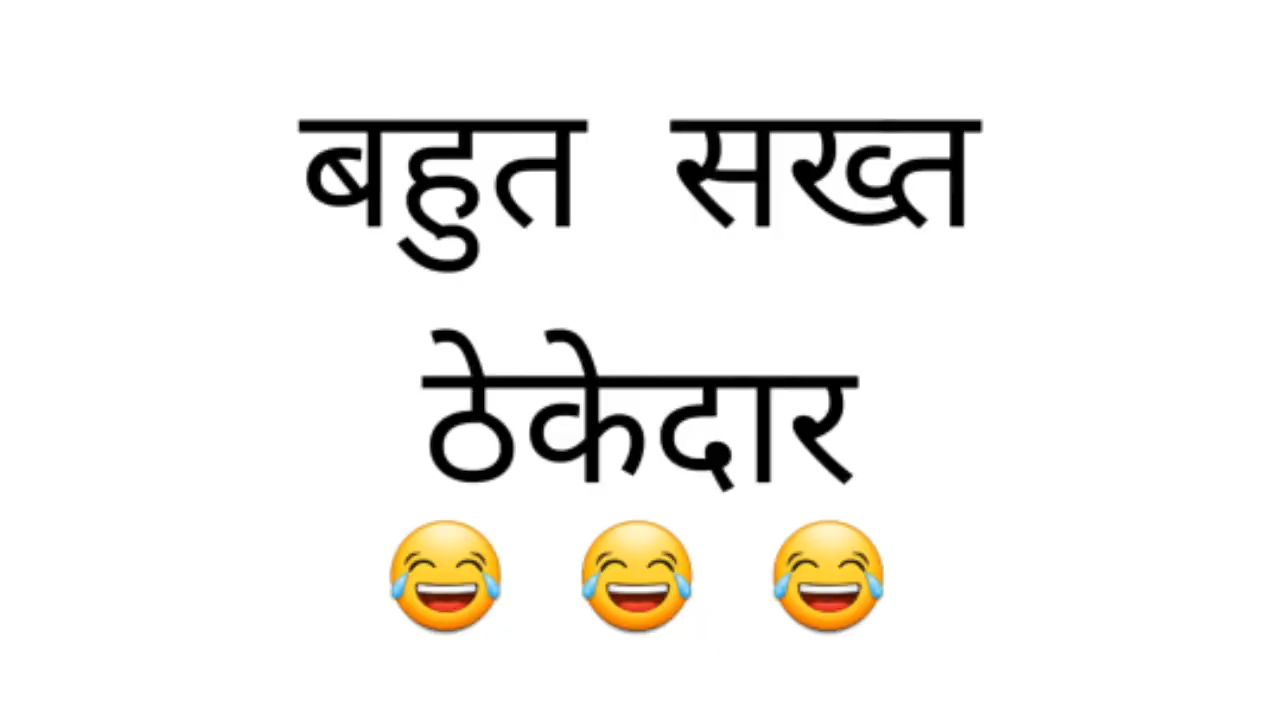 बहुत सख्त
ठेकेदार
😂 😂 😂